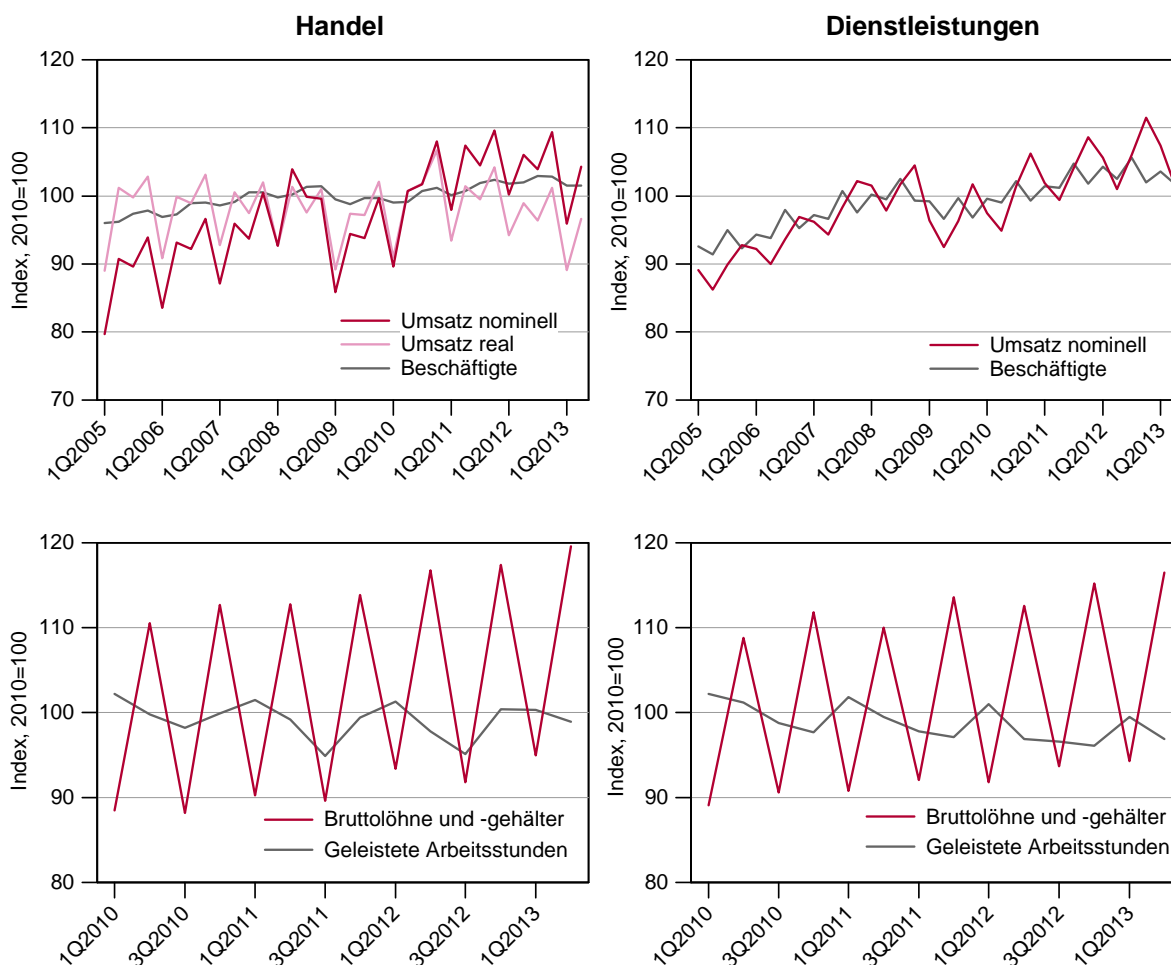 Handel
120
110
100
90
80
70
Index, 2010=100
Umsatz nominell
Umsatz real
Beschäftigte
1Q2005
1Q2006
1Q2007
1Q2008
1Q2009
1Q2010
1Q2011
1Q2012
1Q2013
Dienstleistungen
120
110
100
90
80
70
Index, 2010=100
Umsatz nominell
Beschäftigte
1Q2005
1Q2006
1Q2007
1Q2008
1Q2009
1Q2010
1Q2011
1Q2012
1Q2013
120
110
100
90
80
Index, 2010=100
Bruttolöhne und -gehälter
Geleistete Arbeitsstunden
1Q2010
3Q2010
1Q2011
3Q2011
1Q2012
3Q2012
1Q2013
120
110
100
90
80
Index, 2010=100
Bruttolöhne und -gehälter
Geleistete Arbeitsstunden
1Q2010
3Q2010
1Q2011
3Q2011
1Q2012
3Q2012
1Q2013